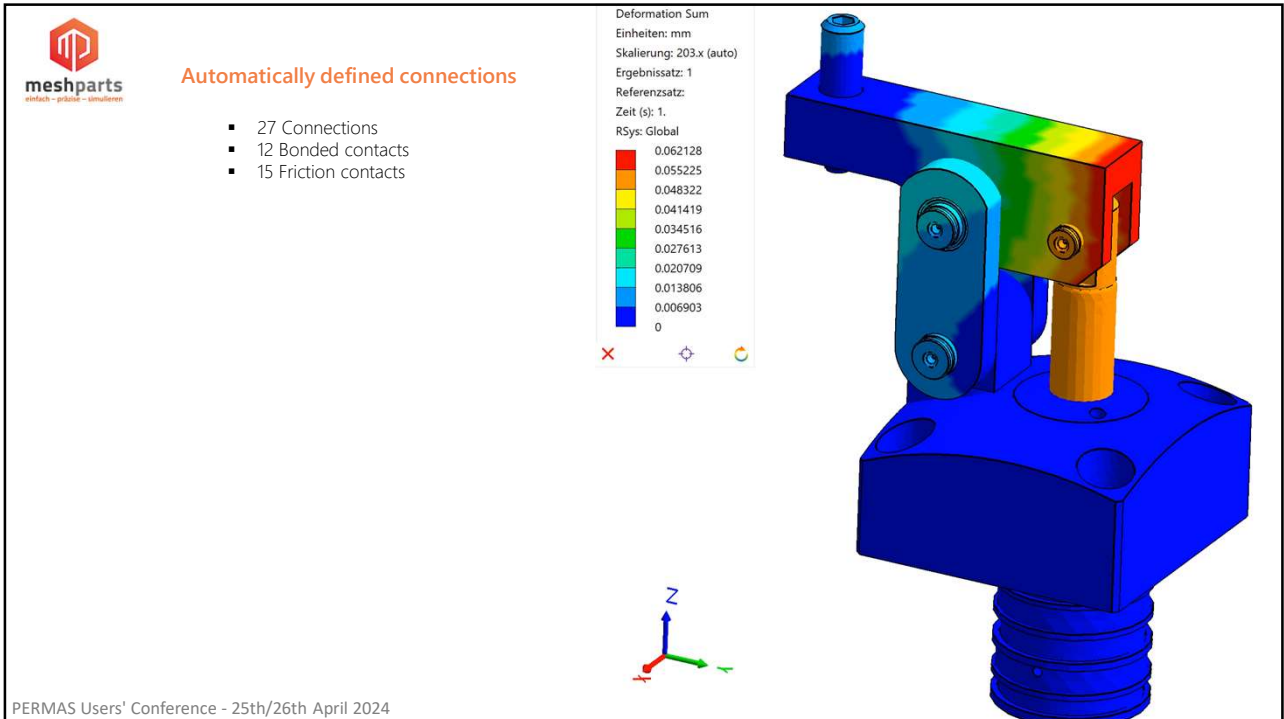 meshparts
einfach – präzise – simulieren
Automatically defined connections
▪ 27 Connections
▪ 12 Bonded contacts
▪ 15 Friction contacts
Deformation Sum
Einheiten: mm
Skalierung: 203.x (auto)
Ergebnissatz: 1
Referenzsatz:
Zeit (s): 1.
RSys: Global
0.062128
0.055225
0.048322
0.041419
0.034516
0.027613
0.020709
0.013806
0.006903
0
Z
X
Y
PERMAS Users' Conference - 25th/26th April 2024